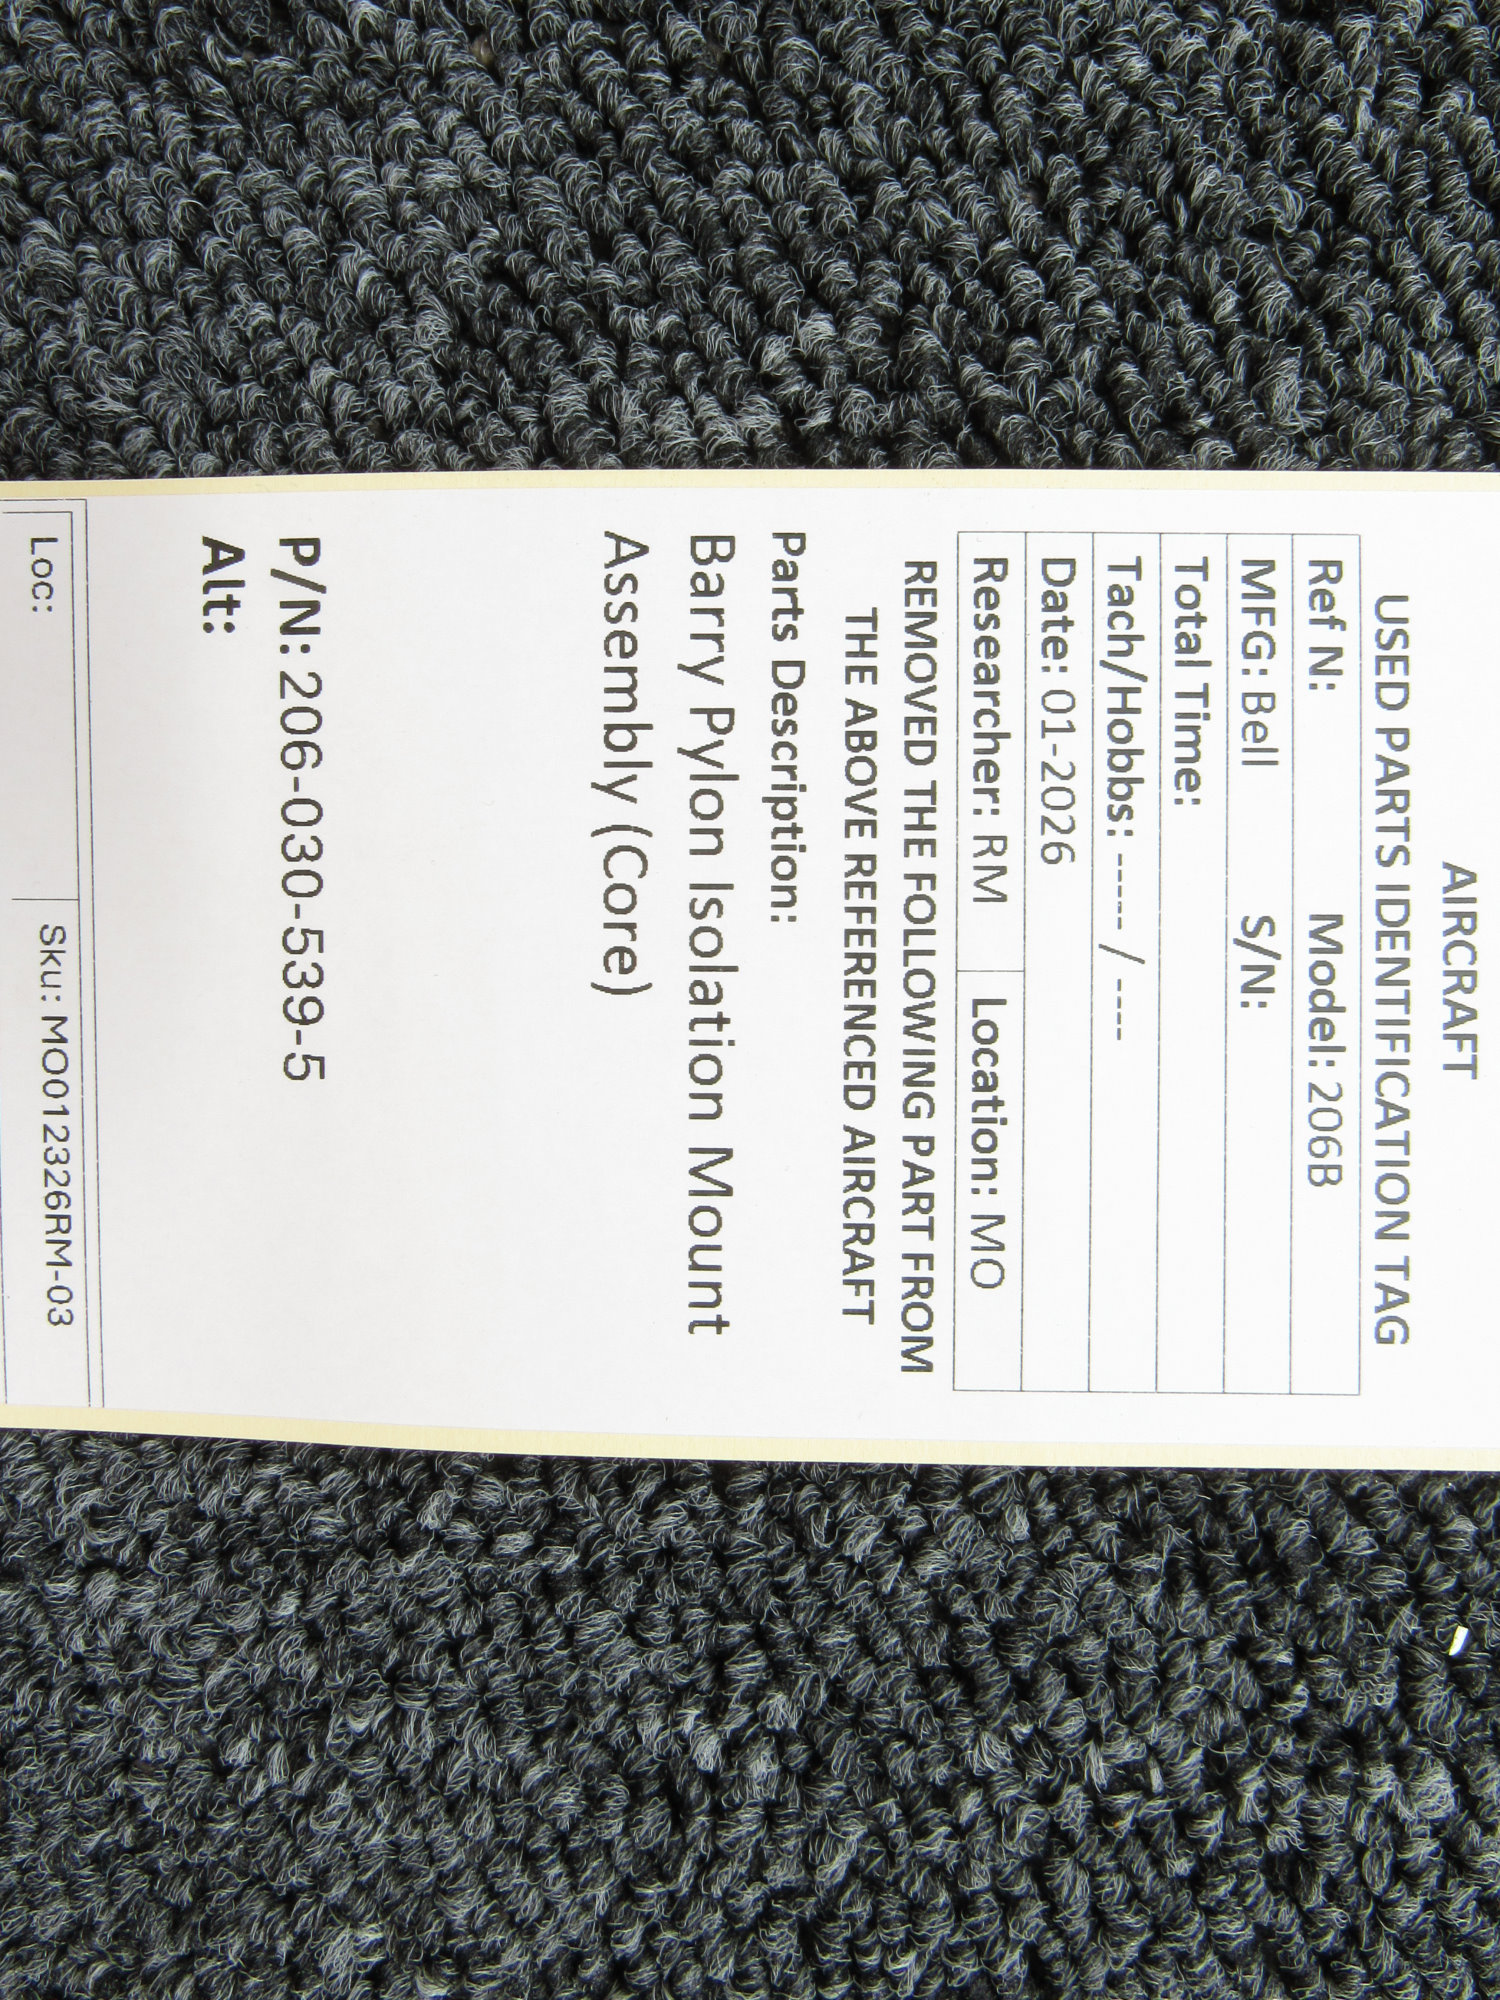 AIRCRAFT
USED PARTS IDENTIFICATION TAG
Ref N: Model: 206B
MFG: Bell S/N:
Total Time:
Tach/Hobbs: ----- / ----
Date: 01-2026
Researcher: RM Location: MO
REMOVED THE FOLLOWING PART FROM
THE ABOVE REFERENCED AIRCRAFT
Parts Description:
Barry Pylon Isolation Mount
Assembly (Core)
P/N: 206-030-539-5
Alt:
Loc: Sku: MO012326RM-03